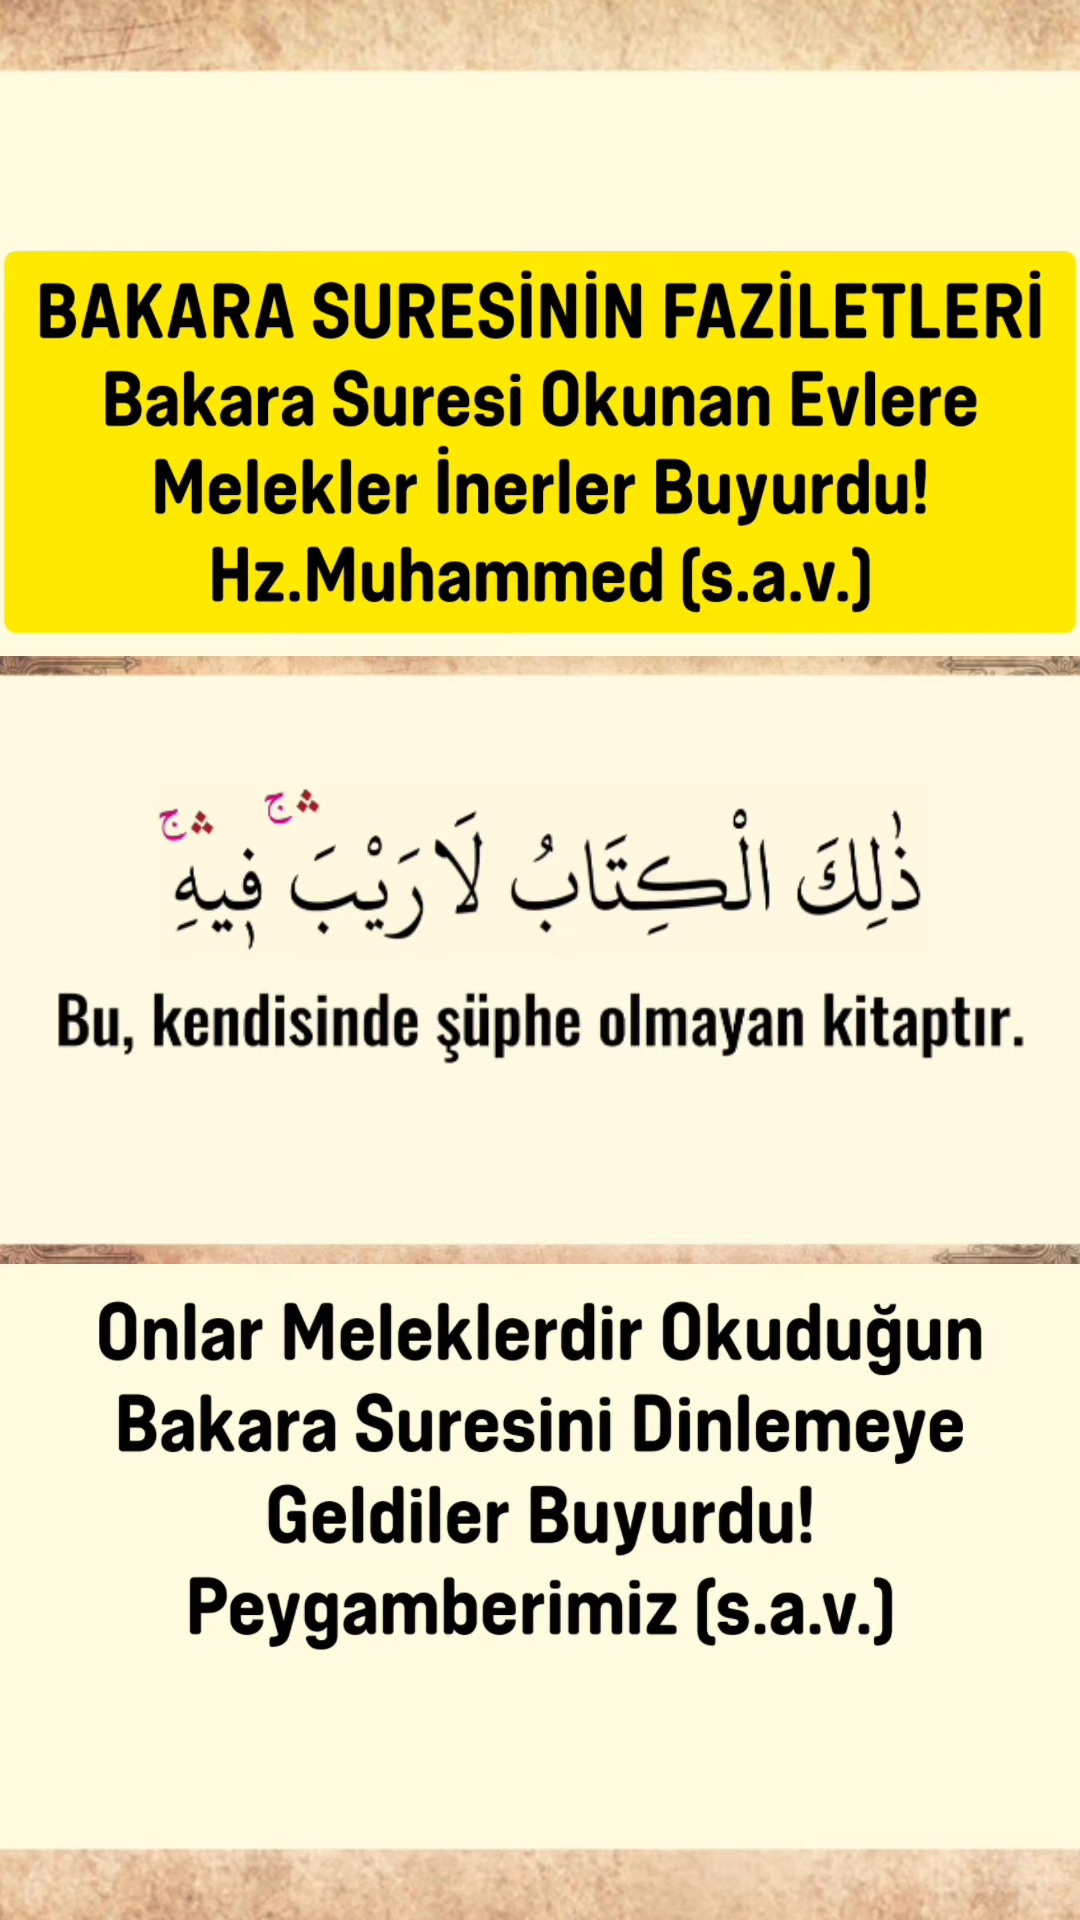 BAKARA SURESİNİN FAZİLETLERİ
Bakara Suresi Okunan Evlere
Melekler İnerler Buyurdu!
Hz.Muhammed (s.a.v.)
ذٰلِكَ الْكِتَابُ لَا رَيْبَ ۛۚ ف۪يهِ ۛۚ
Bu, kendisinde şüphe olmayan kitaptır.
Onlar Meleklerdir Okuduğun
Bakara Suresini Dinlemeye
Geldiler Buyurdu!
Peygamberimiz (s.a.v.)